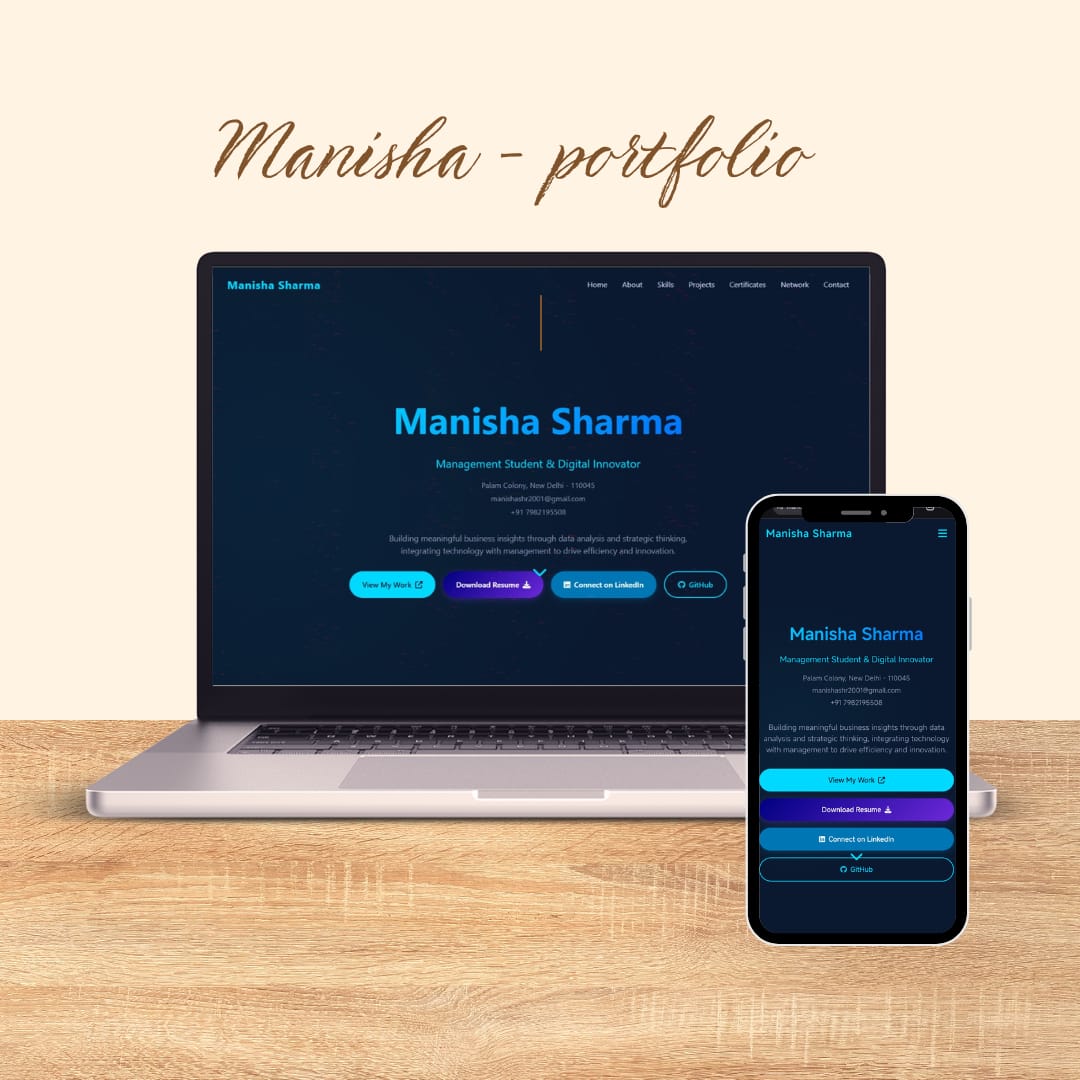 Manisha - portfolio
Manisha Sharma
Home About Skills Projects Certificates Network Contact
Manisha Sharma
Management Student & Digital Innovator
Palam Colony, New Delhi - 110045
manishashr2001@gmail.com
+91 7982195508
Building meaningful business insights through data analysis and strategic thinking,
integrating technology with management to drive efficiency and innovation.
View My Work
Download Resume
Connect on LinkedIn
GitHub
Manisha Sharma
Manisha Sharma
Management Student & Digital Innovator
Palam Colony, New Delhi - 110045
manishashr2001@gmail.com
+91 7982195508
Building meaningful business insights through data
analysis and strategic thinking, integrating technology
with management to drive efficiency and innovation.
View My Work
Download Resume
Connect on LinkedIn
GitHub